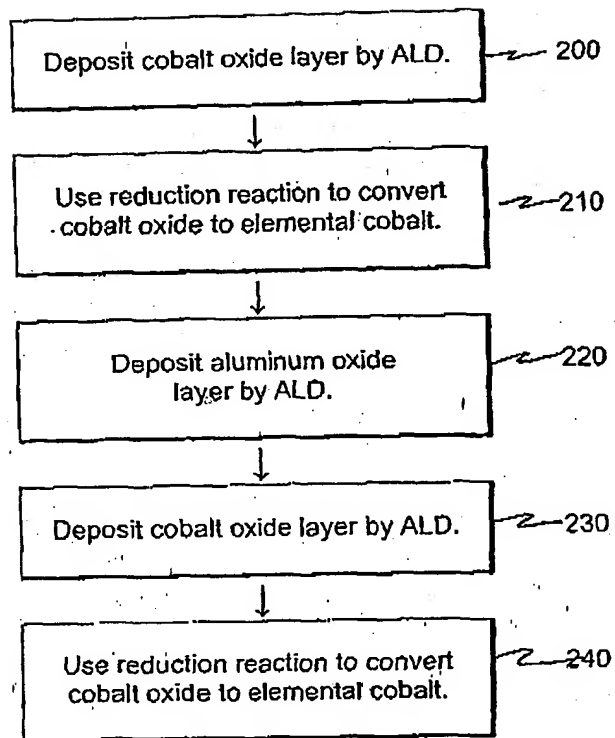 Deposit cobalt oxide layer by ALD.
200
Use reduction reaction to convert
cobalt oxide to elemental cobalt.
210
Deposit aluminum oxide
layer by ALD.
220
Deposit cobalt oxide layer by ALD.
230
Use reduction reaction to convert
cobalt oxide to elemental cobalt.
240